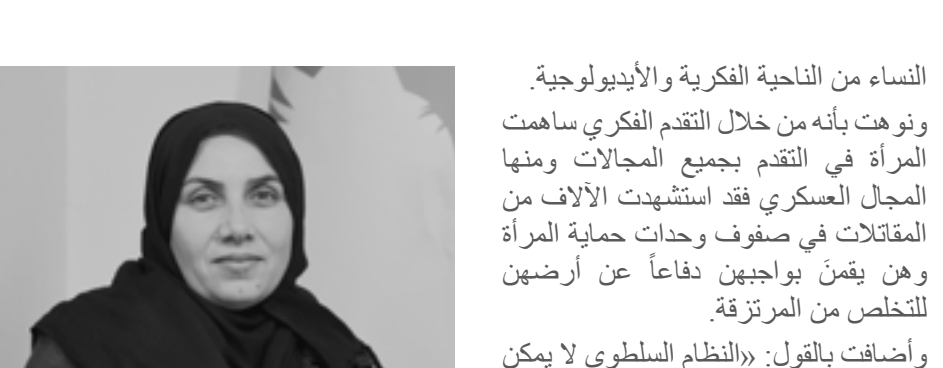 النساء من الناحية الفكرية والأيديولوجية.
ونوهت بأنه من خلال التقدم الفكري ساهمت
المرأة في التقدم بجميع المجالات ومنها
المجال العسكري فقد استشهدت الآلاف من
المقاتلات في صفوف وحدات حماية المرأة
وهن يقمنَ بواجبهن دفاعاً عن أرضهن
للتخلص من المرتزقة.
وأضافت بالقول: «النظام السلطوي لا يمكن